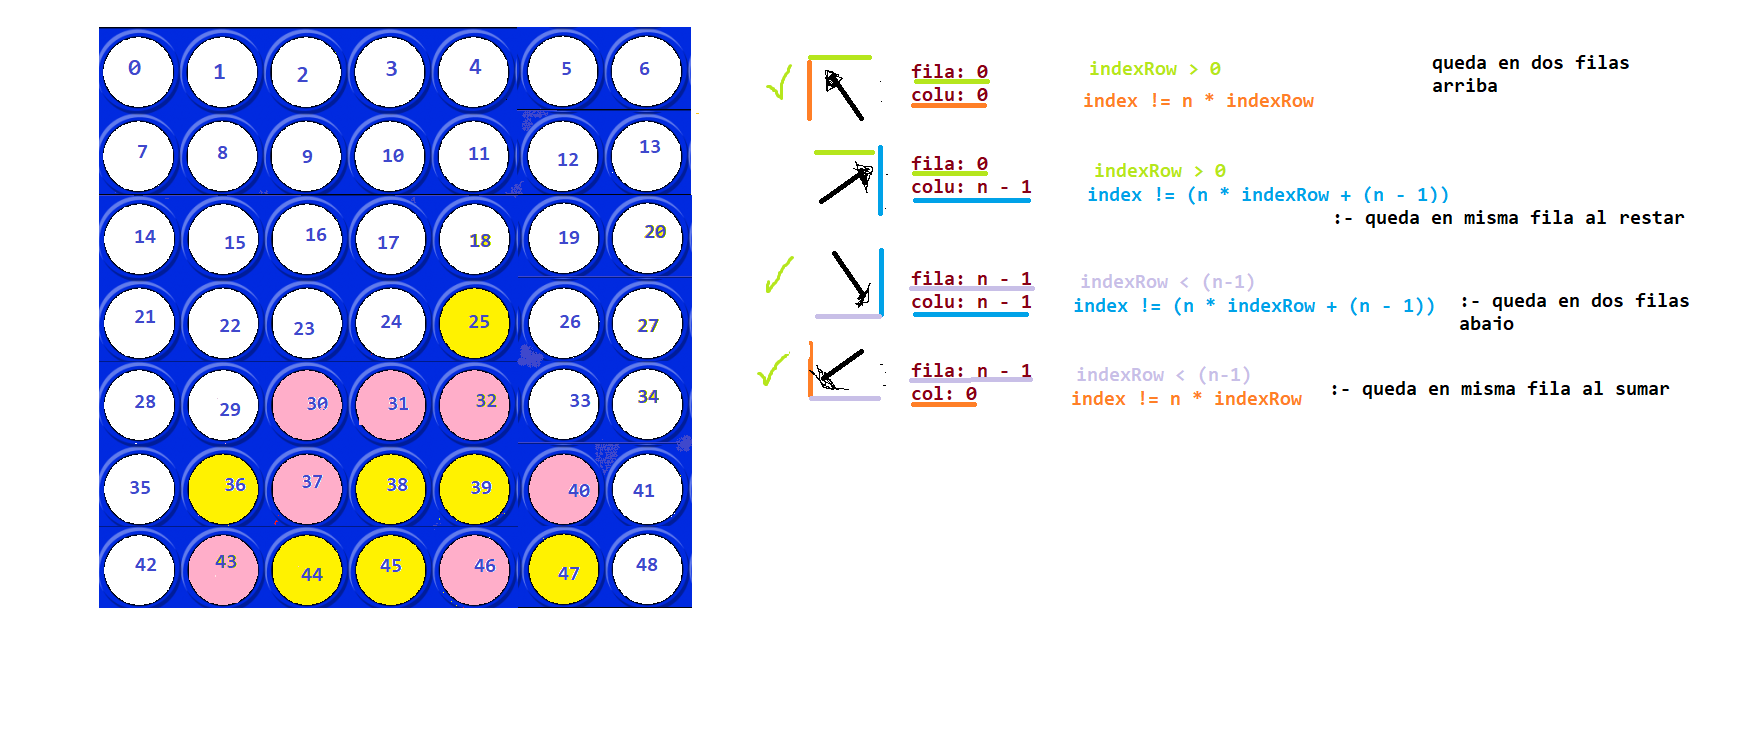 0 1 2 3 4 5 6
7 8 9 10 11 12 13
14 15 16 17 18 19 20
21 22 23 24 25 26 27
28 29 30 31 32 33 34
35 36 37 38 39 40 41
42 43 44 45 46 47 48
fila: 0
colu: 0
indexRow > 0
index != n * indexRow
queda en dos filas
arriba
fila: 0
colu: n - 1
indexRow > 0
index != (n * indexRow + (n - 1))
:- queda en misma fila al restar
fila: n - 1
colu: n - 1
indexRow < (n-1)
index != (n * indexRow + (n - 1))
:- queda en dos filas
abajo
fila: n - 1
col: 0
indexRow < (n-1)
index != n * indexRow
:- queda en misma fila al sumar